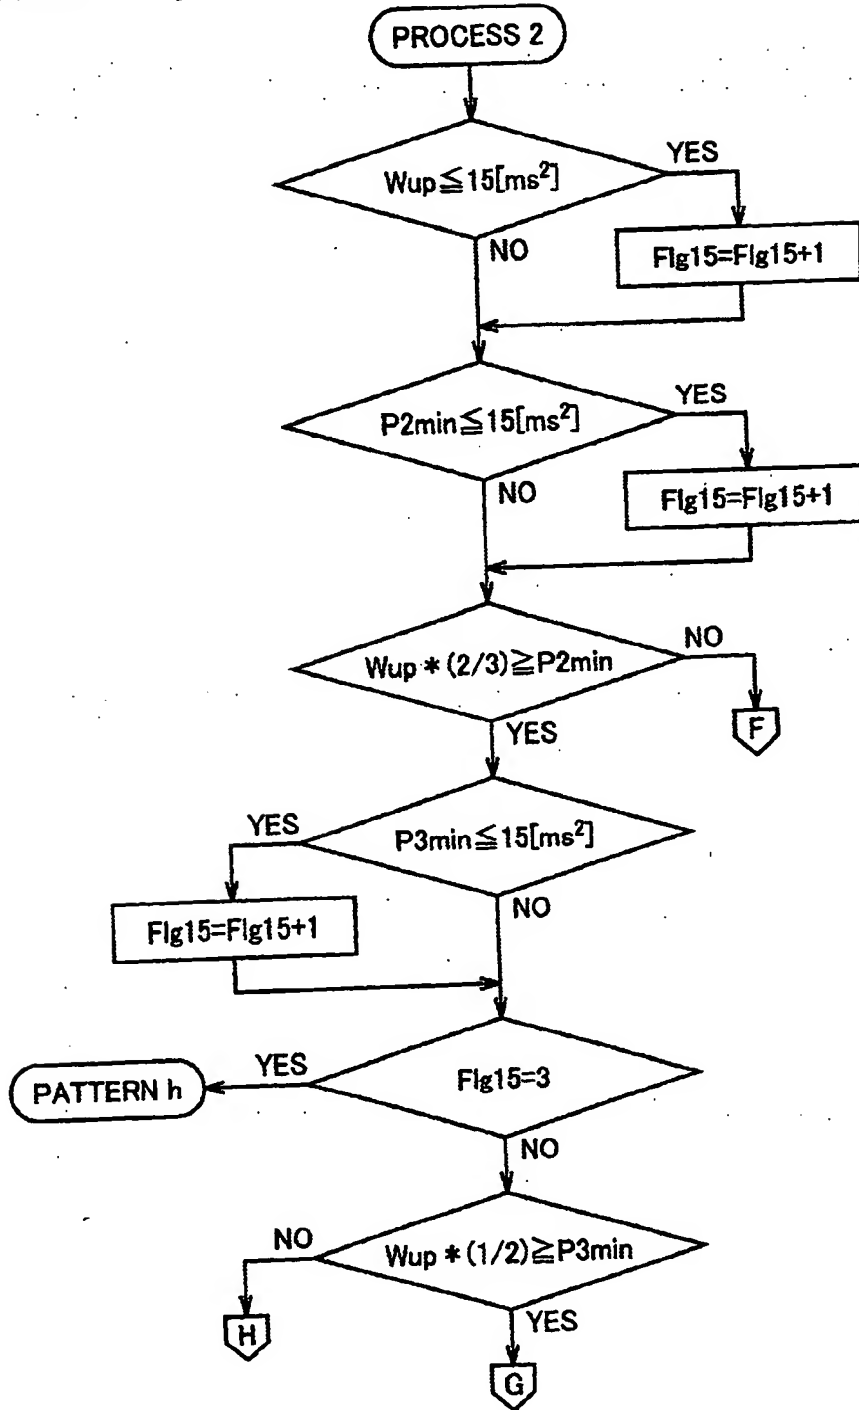 PROCESS 2
Wup≦15[ms²]
YES
NO
Flg15=Flg15+1
P2min≦15[ms²]
YES
NO
Flg15=Flg15+1
Wup*(2/3)≧P2min
NO
F
YES
P3min≦15[ms²]
YES
NO
Flg15=Flg15+1
Flg15=3
YES
PATTERN h
NO
Wup*(1/2)≧P3min
NO
H
YES
G